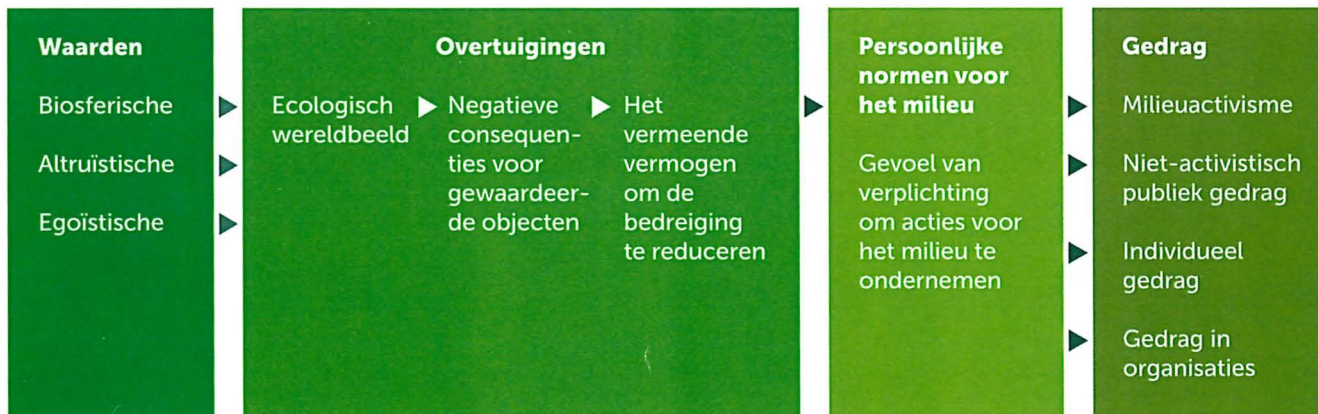 Waarden
Biosferische
Altruïstische
Egoïstische
Overtuigingen
Ecologisch
wereldbeeld
Negatieve
consequen-
ties voor
gewaardeer-
de objecten
Het
vermeende
vermogen
om de
bedreiging
te reduceren
Persoonlijke
normen voor
het milieu
Gevoel van
verplichting
om acties voor
het milieu te
ondernemen
Gedrag
Milieuactivisme
Niet-activistisch
publiek gedrag
Individueel
gedrag
Gedrag in
organisaties